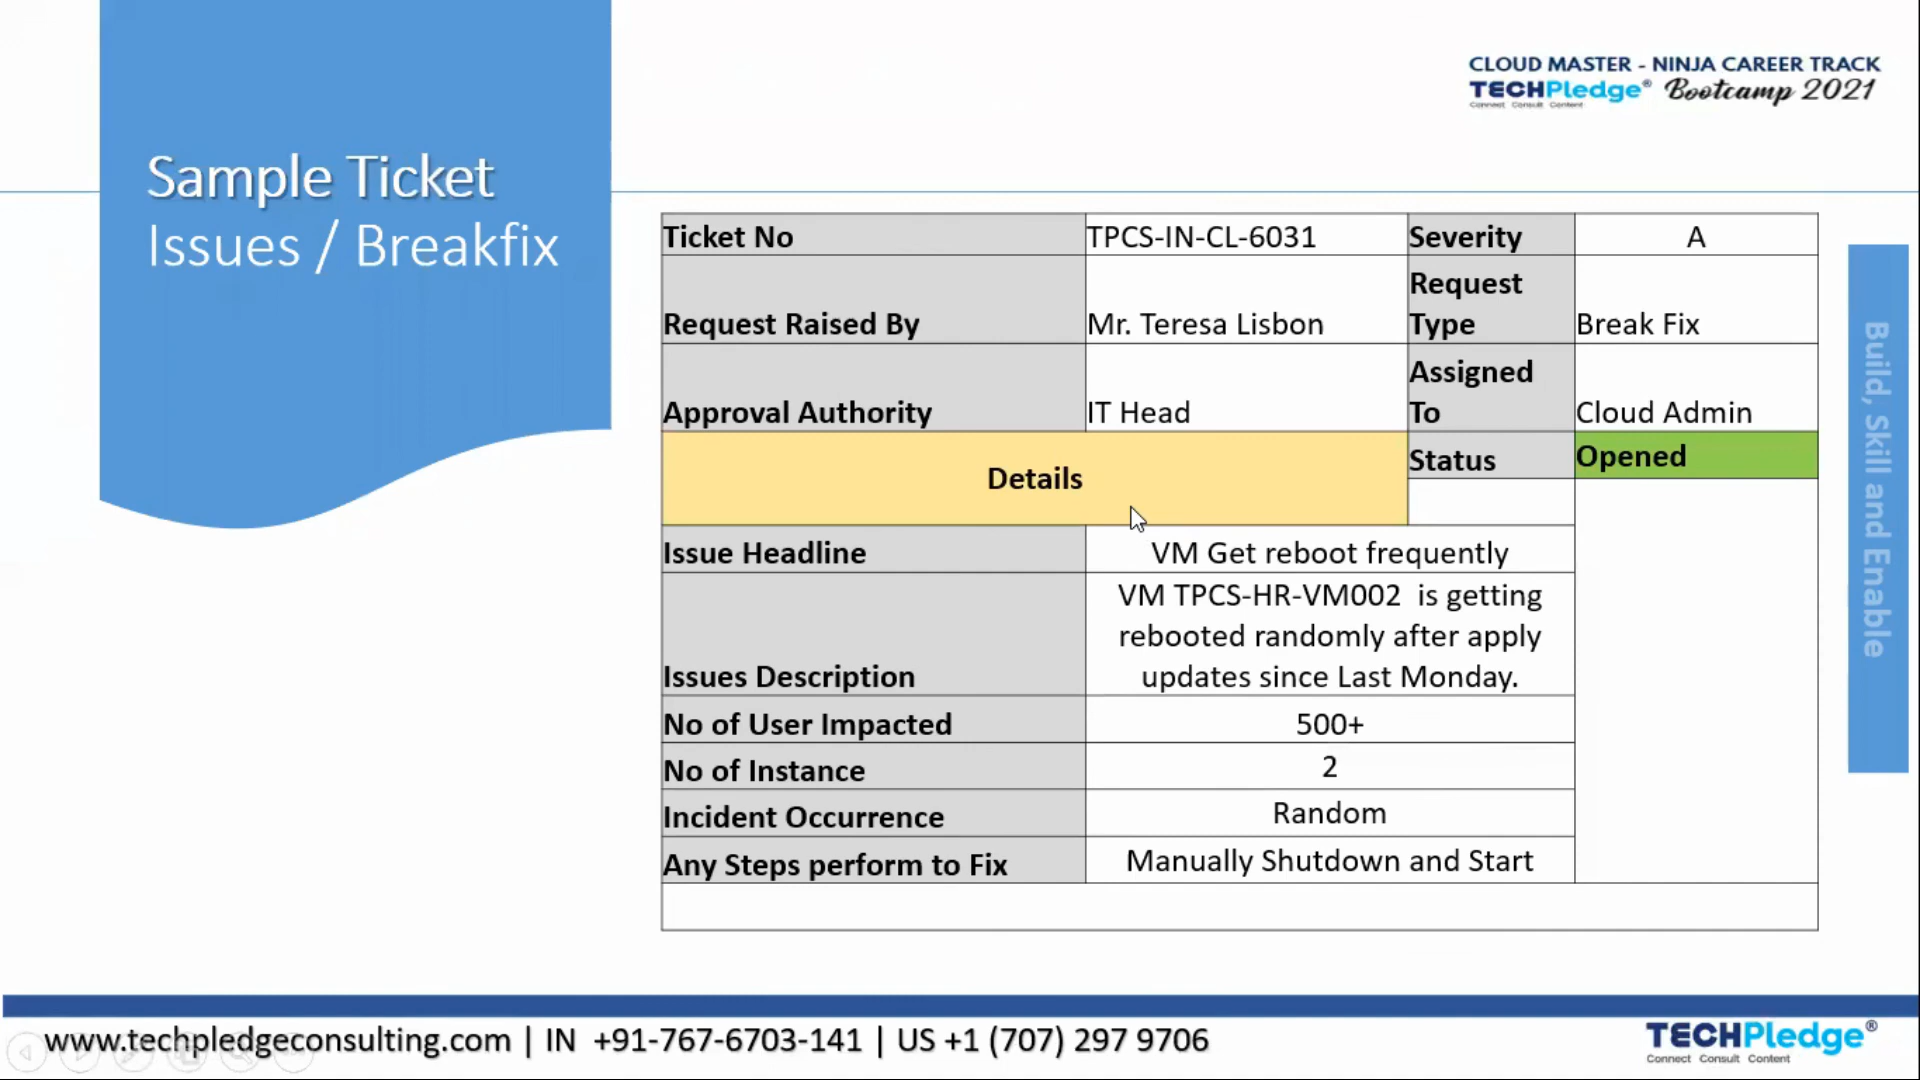 CLOUD MASTER - NINJA CAREER TRACK
TECHPledge® Bootcamp 2021
Connect Consult Content
Sample Ticket
Issues / Breakfix
Ticket No TPCS-IN-CL-6031 Severity A
Request Raised By Mr. Teresa Lisbon Request Type Break Fix
Approval Authority IT Head Assigned To Cloud Admin
Details Status Opened
Issue Headline VM Get reboot frequently
Issues Description VM TPCS-HR-VM002 is getting
rebooted randomly after apply
updates since Last Monday.
No of User Impacted 500+
No of Instance 2
Incident Occurrence Random
Any Steps perform to Fix Manually Shutdown and Start
Build, Skill and Enable
www.techpledgeconsulting.com | IN +91-767-6703-141 | US +1 (707) 297 9706
TECHPledge®
Connect Consult Content